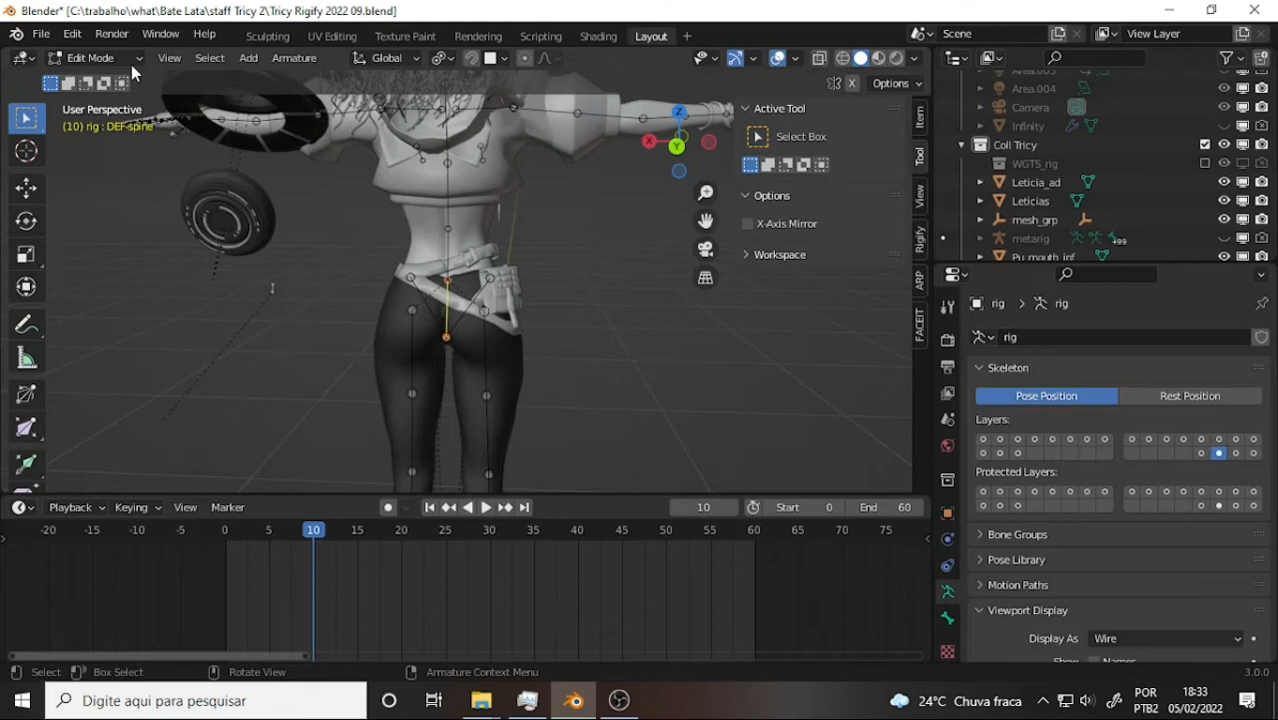 Blender* [C:\trabalho\what\Bate Lata\staff Tricy 2\Tricy Rigify 2022 09.blend]
File Edit Render Window Help Sculpting UV Editing Texture Paint Rendering Scripting Shading Layout Scene View Layer
Edit Mode View Select Add Armature Global
X Options
User Perspective
(10) rig : DEF-spine
Z
X
Y
Active Tool
Select Box
Options
X-Axis Mirror
Workspace
Item
Tool
View
Rigify
ARP
FACEIT
Area.003
Area.004
Camera
Infinity
Coll Tricy
WGTS_rig
Leticia_ad
Leticias
mesh_grp
metarig +99
Pu_mouth_inf
rig rig
rig
Skeleton
Pose Position Rest Position
Layers:
Protected Layers:
Bone Groups
Pose Library
Motion Paths
Viewport Display
Display As Wire
Show Names
Playback Keying View Marker 10 Start 0 End 60
-20 -15 -10 -5 0 5 10 15 20 25 30 35 40 45 50 55 60 65 70 75
Select Box Select Rotate View Armature Context Menu 3.0.0
Digite aqui para pesquisar
24°C Chuva fraca
POR
PTB2
18:33
05/02/2022